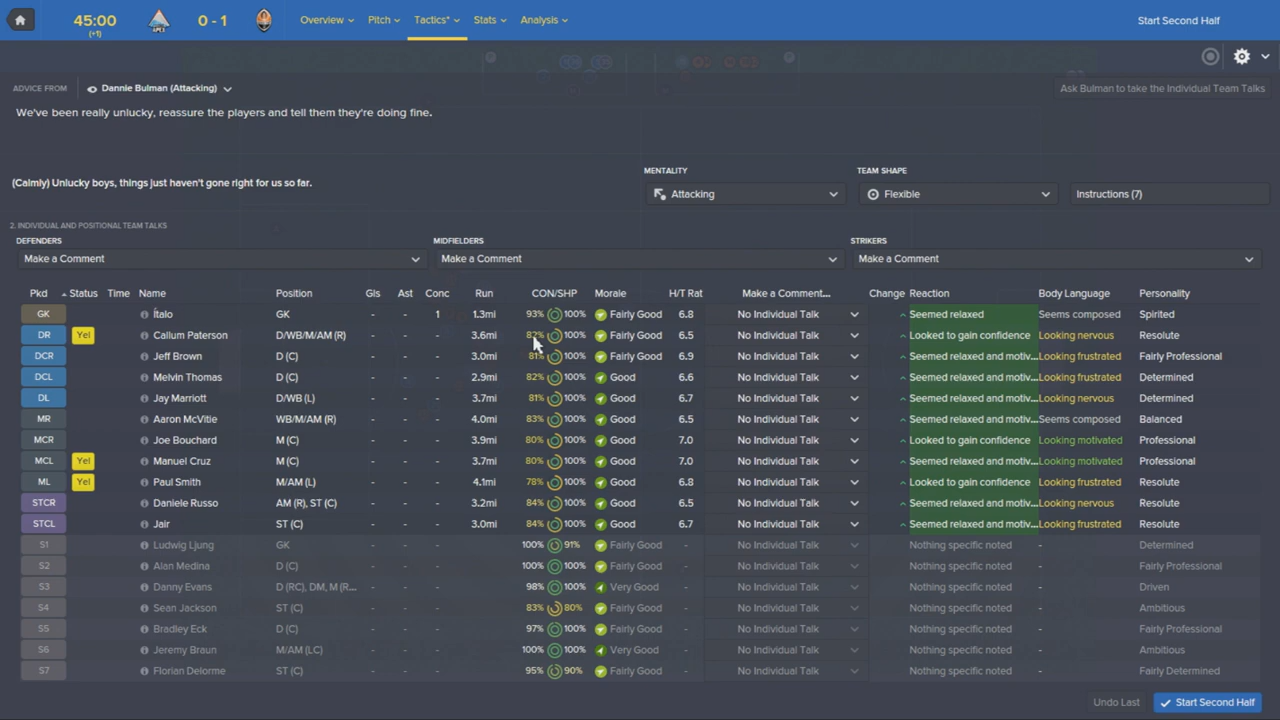 45:00 0 - 1 Overview Pitch Tactics* Stats Analysis Start Second Half
(+1) APEX
ADVICE FROM Dannie Bulman (Attacking) Ask Bulman to take the Individual Team Talks
We've been really unlucky, reassure the players and tell them they're doing fine.
MENTALITY TEAM SHAPE
(Calmly) Unlucky boys, things just haven't gone right for us so far. Attacking Flexible Instructions (7)
2. INDIVIDUAL AND POSITIONAL TEAM TALKS
DEFENDERS MIDFIELDERS STRIKERS
Make a Comment Make a Comment Make a Comment
Pkd Status Time Name Position Gls Ast Conc Run CON/SHP Morale H/T Rat Make a Comment... Change Reaction Body Language Personality
GK Ítalo GK - - 1 1.3mi 93% 100% Fairly Good 6.8 No Individual Talk Seemed relaxed Seems composed Spirited
DR Yel Callum Paterson D/WB/M/AM (R) - - - 3.6mi 82% 100% Fairly Good 6.5 No Individual Talk Looked to gain confidence Looking nervous Resolute
DCR Jeff Brown D (C) - - - 3.0mi 81% 100% Fairly Good 6.9 No Individual Talk Seemed relaxed and motiv... Looking frustrated Fairly Professional
DCL Melvin Thomas D (C) - - - 2.9mi 82% 100% Good 6.6 No Individual Talk Seemed relaxed and motiv... Looking frustrated Determined
DL Jay Marriott D/WB (L) - - - 3.7mi 81% 100% Good 6.7 No Individual Talk Seemed relaxed and motiv... Looking nervous Determined
MR Aaron McVitie WB/M/AM (R) - - - 4.0mi 83% 100% Good 6.5 No Individual Talk Seemed relaxed and motiv... Seems composed Balanced
MCR Joe Bouchard M (C) - - - 3.9mi 80% 100% Good 7.0 No Individual Talk Looked to gain confidence Looking motivated Professional
MCL Yel Manuel Cruz M (C) - - - 3.7mi 80% 100% Good 7.0 No Individual Talk Seemed relaxed and motiv... Looking motivated Professional
ML Yel Paul Smith M/AM (L) - - - 4.1mi 78% 100% Good 6.8 No Individual Talk Looked to gain confidence Looking frustrated Resolute
STCR Daniele Russo AM (R), ST (C) - - - 3.2mi 84% 100% Good 6.5 No Individual Talk Seemed relaxed and motiv... Looking nervous Resolute
STCL Jair ST (C) - - - 3.0mi 84% 100% Good 6.7 No Individual Talk Seemed relaxed and motiv... Looking frustrated Resolute
S1 Ludwig Ljung GK 100% 91% Fairly Good - No Individual Talk Nothing specific noted - Determined
S2 Alan Medina D (C) 100% 100% Fairly Good - No Individual Talk Nothing specific noted - Fairly Professional
S3 Danny Evans D (RC), DM, M (R... 98% 100% Very Good - No Individual Talk Nothing specific noted - Driven
S4 Sean Jackson ST (C) 83% 80% Fairly Good - No Individual Talk Nothing specific noted - Ambitious
S5 Bradley Eck D (C) 97% 100% Fairly Good - No Individual Talk Nothing specific noted - Fairly Professional
S6 Jeremy Braun M/AM (LC) 100% 100% Very Good - No Individual Talk Nothing specific noted - Ambitious
S7 Florian Delorme ST (C) 95% 90% Fairly Good - No Individual Talk Nothing specific noted - Fairly Determined
Undo Last Start Second Half